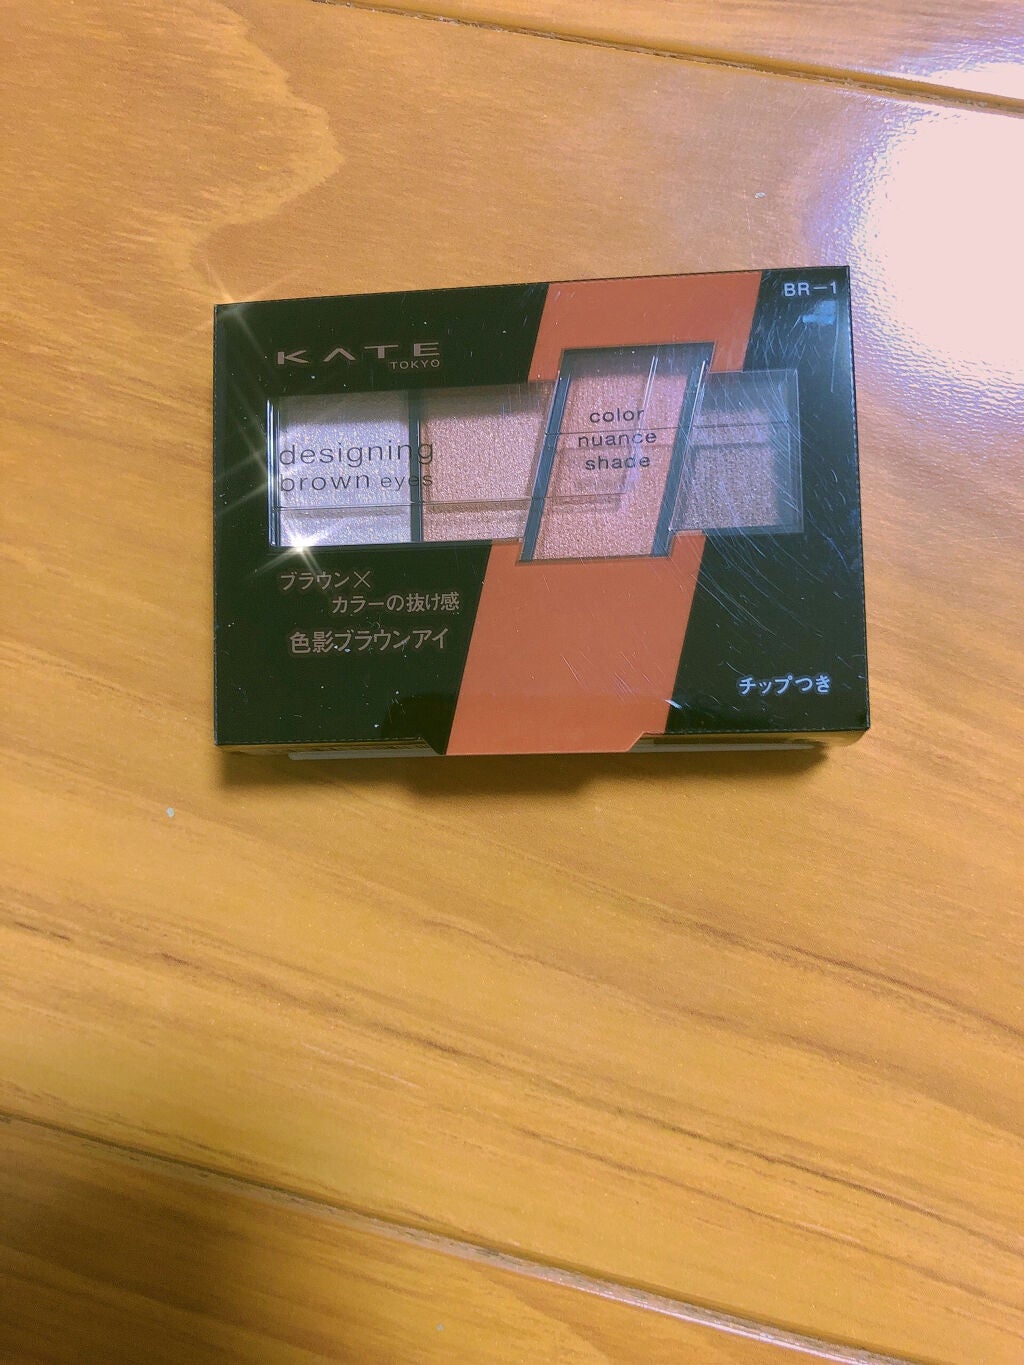 BR-1
KATE
TOKYO
designing
brown eyes
color
nuance
shade
ブラウン×
カラーの抜け感
色影ブラウンアイ
チップつき